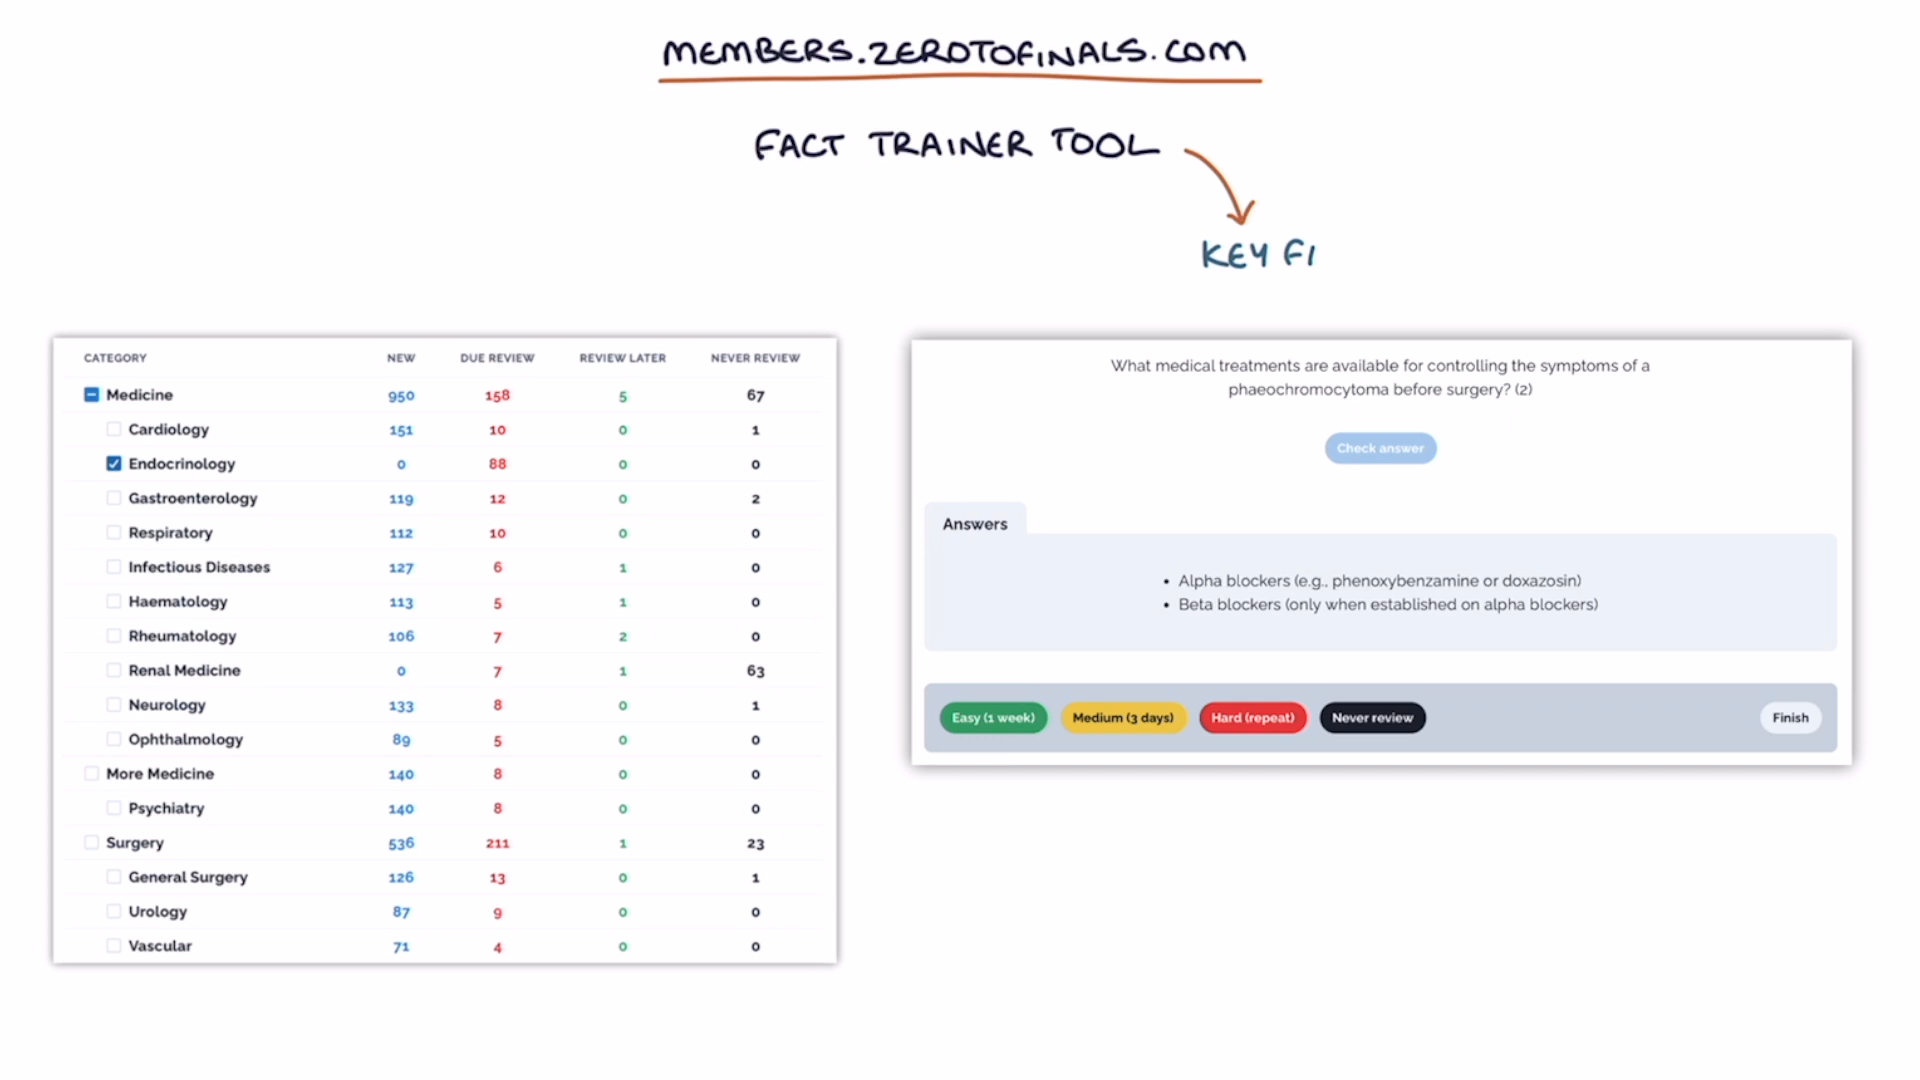 MEMBERS.ZEROTOFINALS.COM
FACT TRAINER TOOL
KEY
CATEGORY NEW DUE REVIEW REVIEW LATER NEVER REVIEW
Medicine 950 158 5 67
Cardiology 151 10 0 1
Endocrinology 0 88 0 0
Gastroenterology 119 12 0 2
Respiratory 112 10 0 0
Infectious Diseases 127 6 1 0
Haematology 113 5 1 0
Rheumatology 106 7 2 0
Renal Medicine 0 7 1 63
Neurology 133 8 0 1
Ophthalmology 89 5 0 0
More Medicine 140 8 0 0
Psychiatry 140 8 0 0
Surgery 536 211 1 23
General Surgery 126 13 0 1
Urology 87 9 0 0
Vascular 71 4 0 0
What medical treatments are available for controlling the symptoms of a
phaeochromocytoma before surgery? (2)
Check answer
Answers
• Alpha blockers (e.g., phenoxybenzamine or doxazosin)
• Beta blockers (only when established on alpha blockers)
Easy (1 week) Medium (3 days) Hard (repeat) Never review Finish